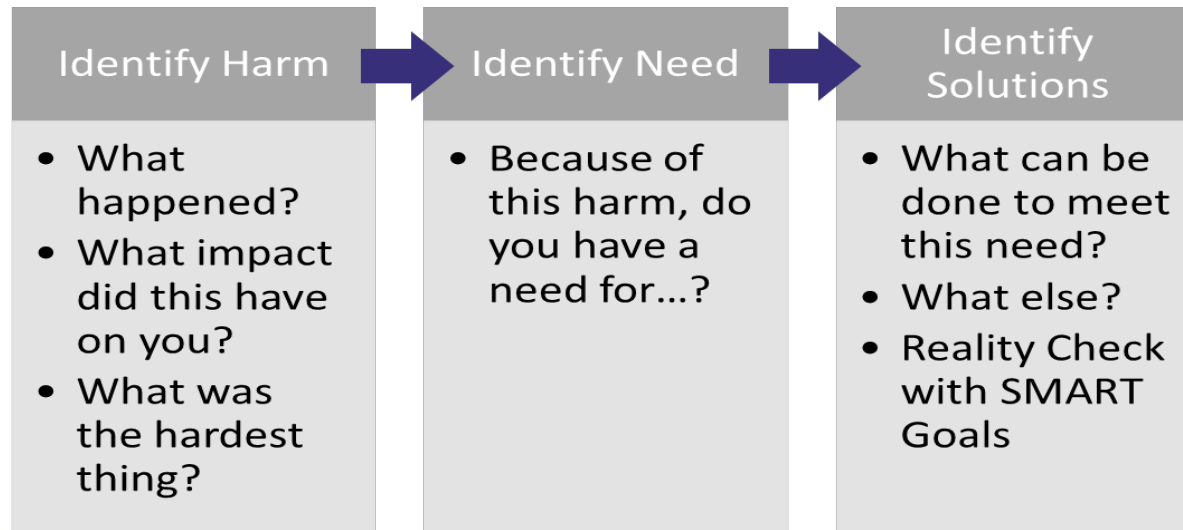 Identify Harm
• What
happened?
• What impact
did this have
on you?
• What was
the hardest
thing?
Identify Need
• Because of
this harm, do
you have a
need for...?
Identify
Solutions
• What can be
done to meet
this need?
• What else?
• Reality Check
with SMART
Goals